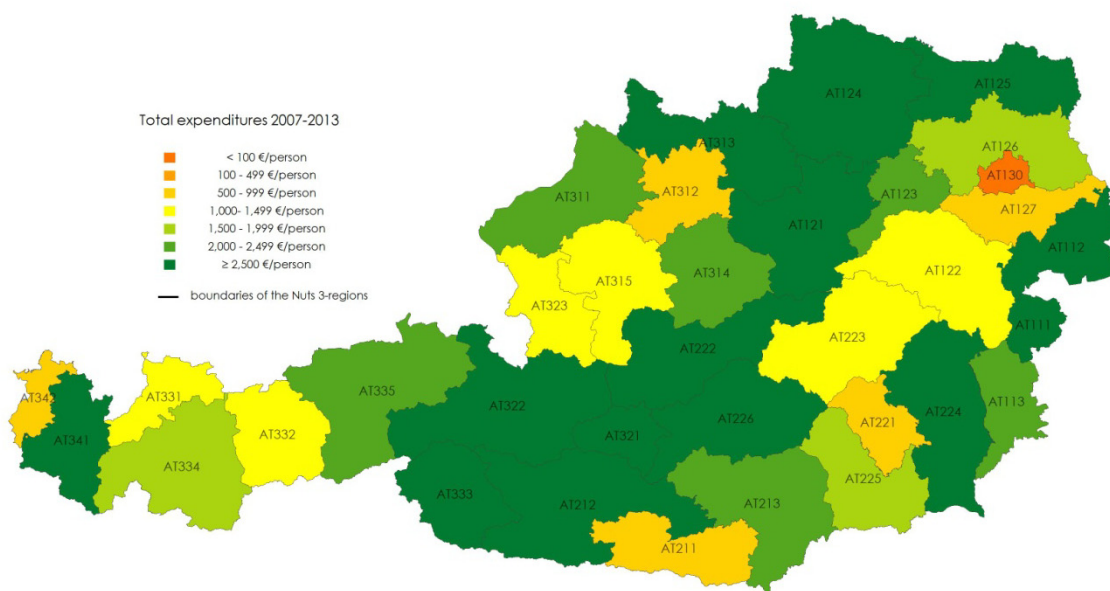 Total expenditures 2007-2013
< 100 €/person
100 - 499 €/person
500 - 999 €/person
1,000- 1,499 €/person
1,500 - 1,999 €/person
2,000 - 2,499 €/person
≥ 2,500 €/person
boundaries of the Nuts 3-regions
AT124
AT125
AT313
AT126
AT130
AT312
AT123
AT311
AT127
AT121
AT112
AT314
AT122
AT315
AT323
AT111
AT223
AT222
AT335
AT331
AT342
AT113
AT322
AT224
AT226
AT221
AT332
AT321
AT341
AT334
AT225
AT333
AT212
AT213
AT211